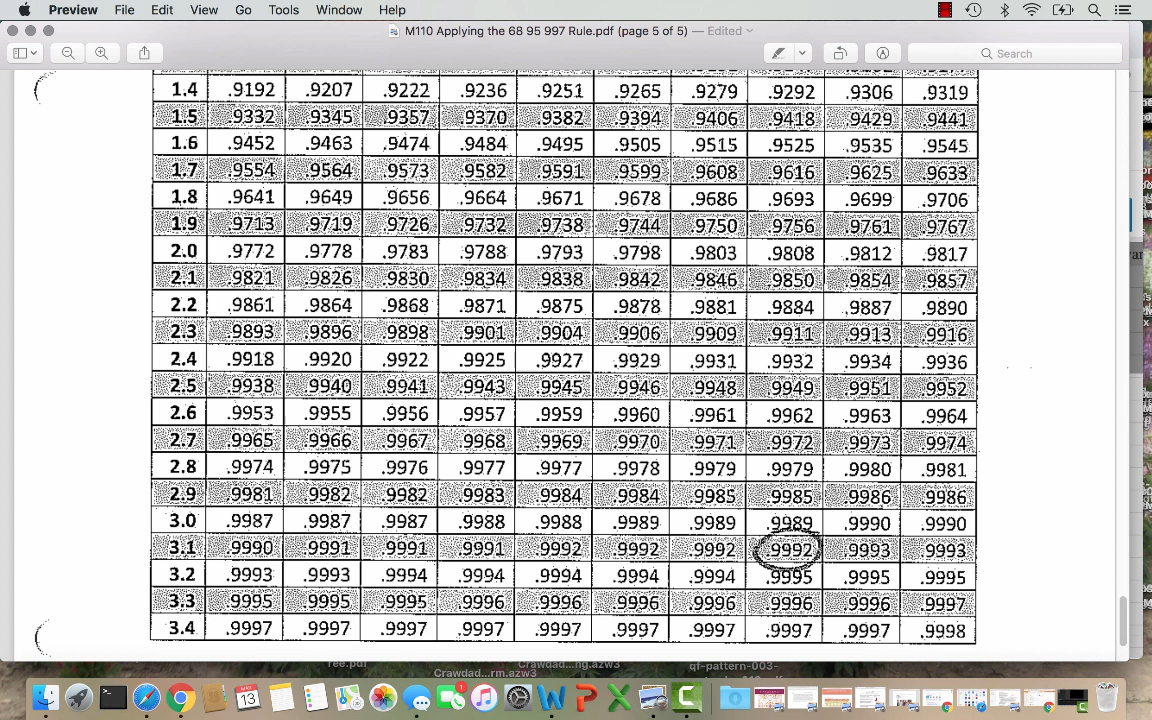 Preview File Edit View Go Tools Window Help
M110 Applying the 68 95 997 Rule.pdf (page 5 of 5) — Edited
Search
1.4 .9192 .9207 .9222 .9236 .9251 .9265 .9279 .9292 .9306 .9319
1.5 .9332 .9345 .9357 .9370 .9382 .9394 .9406 .9418 .9429 .9441
1.6 .9452 .9463 .9474 .9484 .9495 .9505 .9515 .9525 .9535 .9545
1.7 .9554 .9564 .9573 .9582 .9591 .9599 .9608 .9616 .9625 .9633
1.8 .9641 .9649 .9656 .9664 .9671 .9678 .9686 .9693 .9699 .9706
1.9 .9713 .9719 .9726 .9732 .9738 .9744 .9750 .9756 .9761 .9767
2.0 .9772 .9778 .9783 .9788 .9793 .9798 .9803 .9808 .9812 .9817
2.1 .9821 .9826 .9830 .9834 .9838 .9842 .9846 .9850 .9854 .9857
2.2 .9861 .9864 .9868 .9871 .9875 .9878 .9881 .9884 .9887 .9890
2.3 .9893 .9896 .9898 .9901 .9904 .9906 .9909 .9911 .9913 .9916
2.4 .9918 .9920 .9922 .9925 .9927 .9929 .9931 .9932 .9934 .9936
2.5 .9938 .9940 .9941 .9943 .9945 .9946 .9948 .9949 .9951 .9952
2.6 .9953 .9955 .9956 .9957 .9959 .9960 .9961 .9962 .9963 .9964
2.7 .9965 .9966 .9967 .9968 .9969 .9970 .9971 .9972 .9973 .9974
2.8 .9974 .9975 .9976 .9977 .9977 .9978 .9979 .9979 .9980 .9981
2.9 .9981 .9982 .9982 .9983 .9984 .9984 .9985 .9985 .9986 .9986
3.0 .9987 .9987 .9987 .9988 .9988 .9989 .9989 .9989 .9990 .9990
3.1 .9990 .9991 .9991 .9991 .9992 .9992 .9992 .9992 .9993 .9993
3.2 .9993 .9993 .9994 .9994 .9994 .9994 .9994 .9995 .9995 .9995
3.3 .9995 .9995 .9995 .9996 .9996 .9996 .9996 .9996 .9996 .9997
3.4 .9997 .9997 .9997 .9997 .9997 .9997 .9997 .9997 .9997 .9998
ree.pdf Crawdad...rm.azw3 Crawdad...ng.azw3 qf-pattern-003-
MAR
13
1